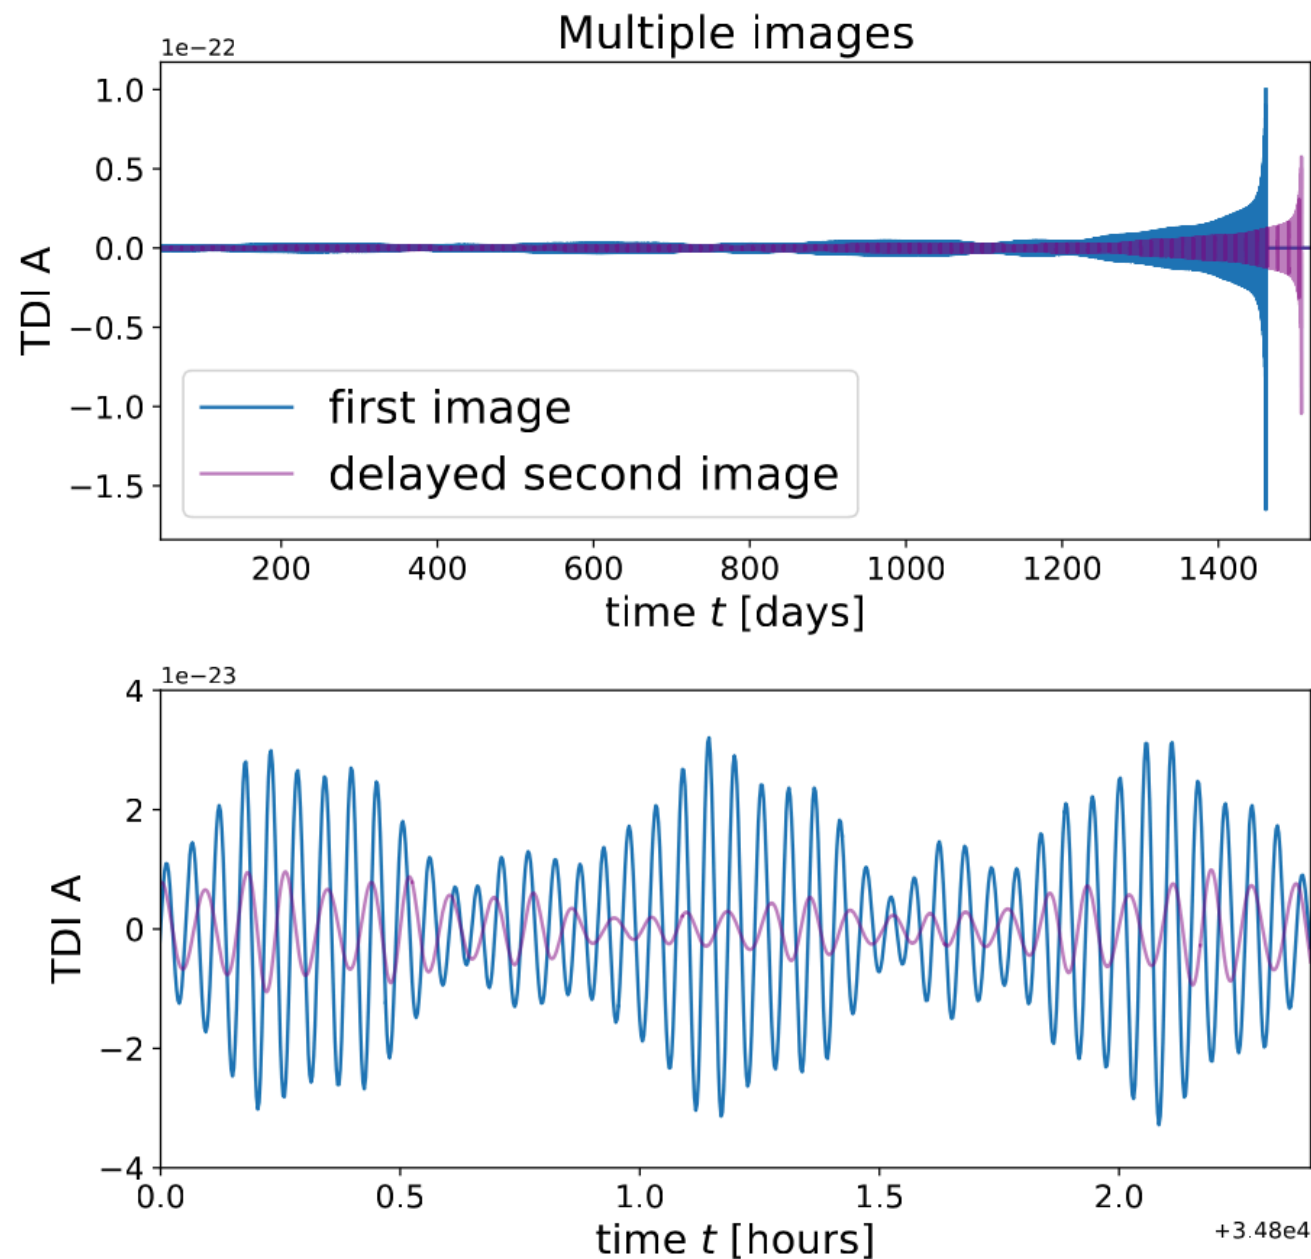 Multiple images
1e−22
1.0
0.5
0.0
−0.5
−1.0
−1.5
TDI A
first image
delayed second image
200 400 600 800 1000 1200 1400
time t [days]
1e−23
4
2
0
−2
−4
TDI A
0.0 0.5 1.0 1.5 2.0
+3.48e4
time t [hours]